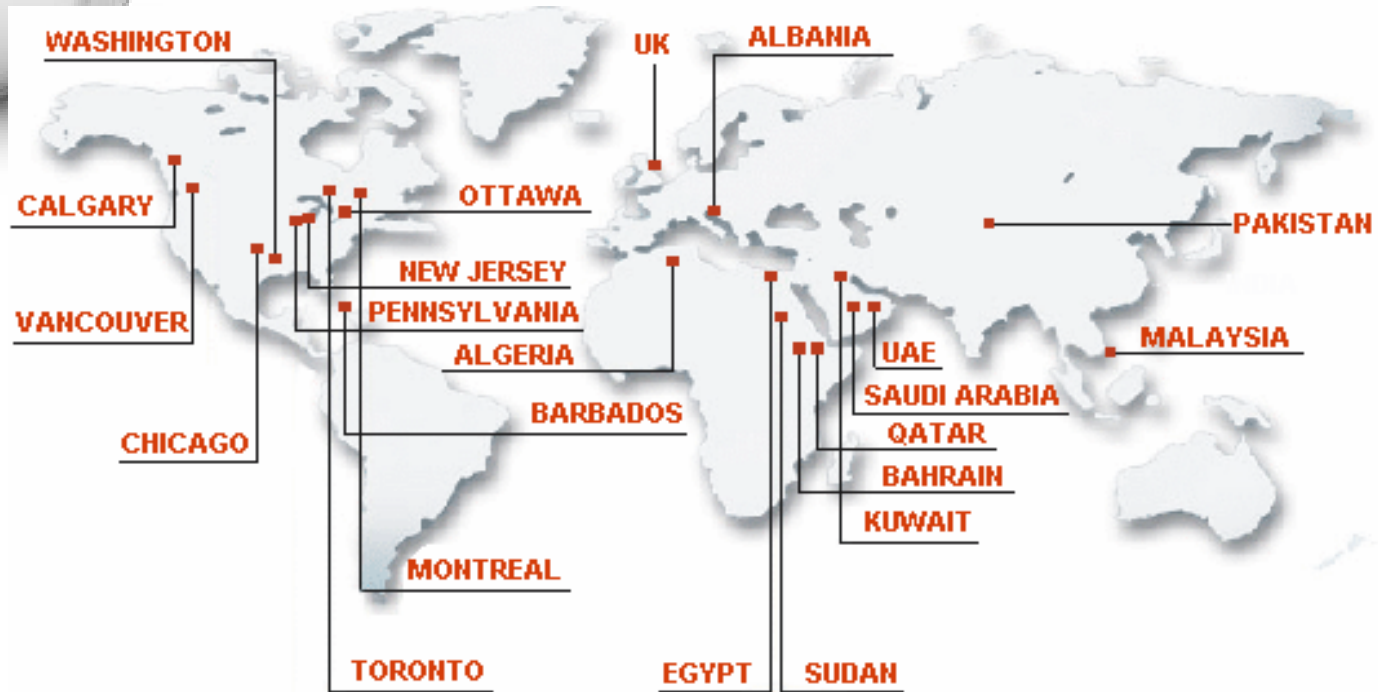 WASHINGTON
UK
ALBANIA
CALGARY
OTTAWA
PAKISTAN
NEW JERSEY
PENNSYLVANIA
VANCOUVER
ALGERIA
UAE
MALAYSIA
SAUDI ARABIA
BARBADOS
CHICAGO
QATAR
BAHRAIN
KUWAIT
MONTREAL
TORONTO
EGYPT
SUDAN